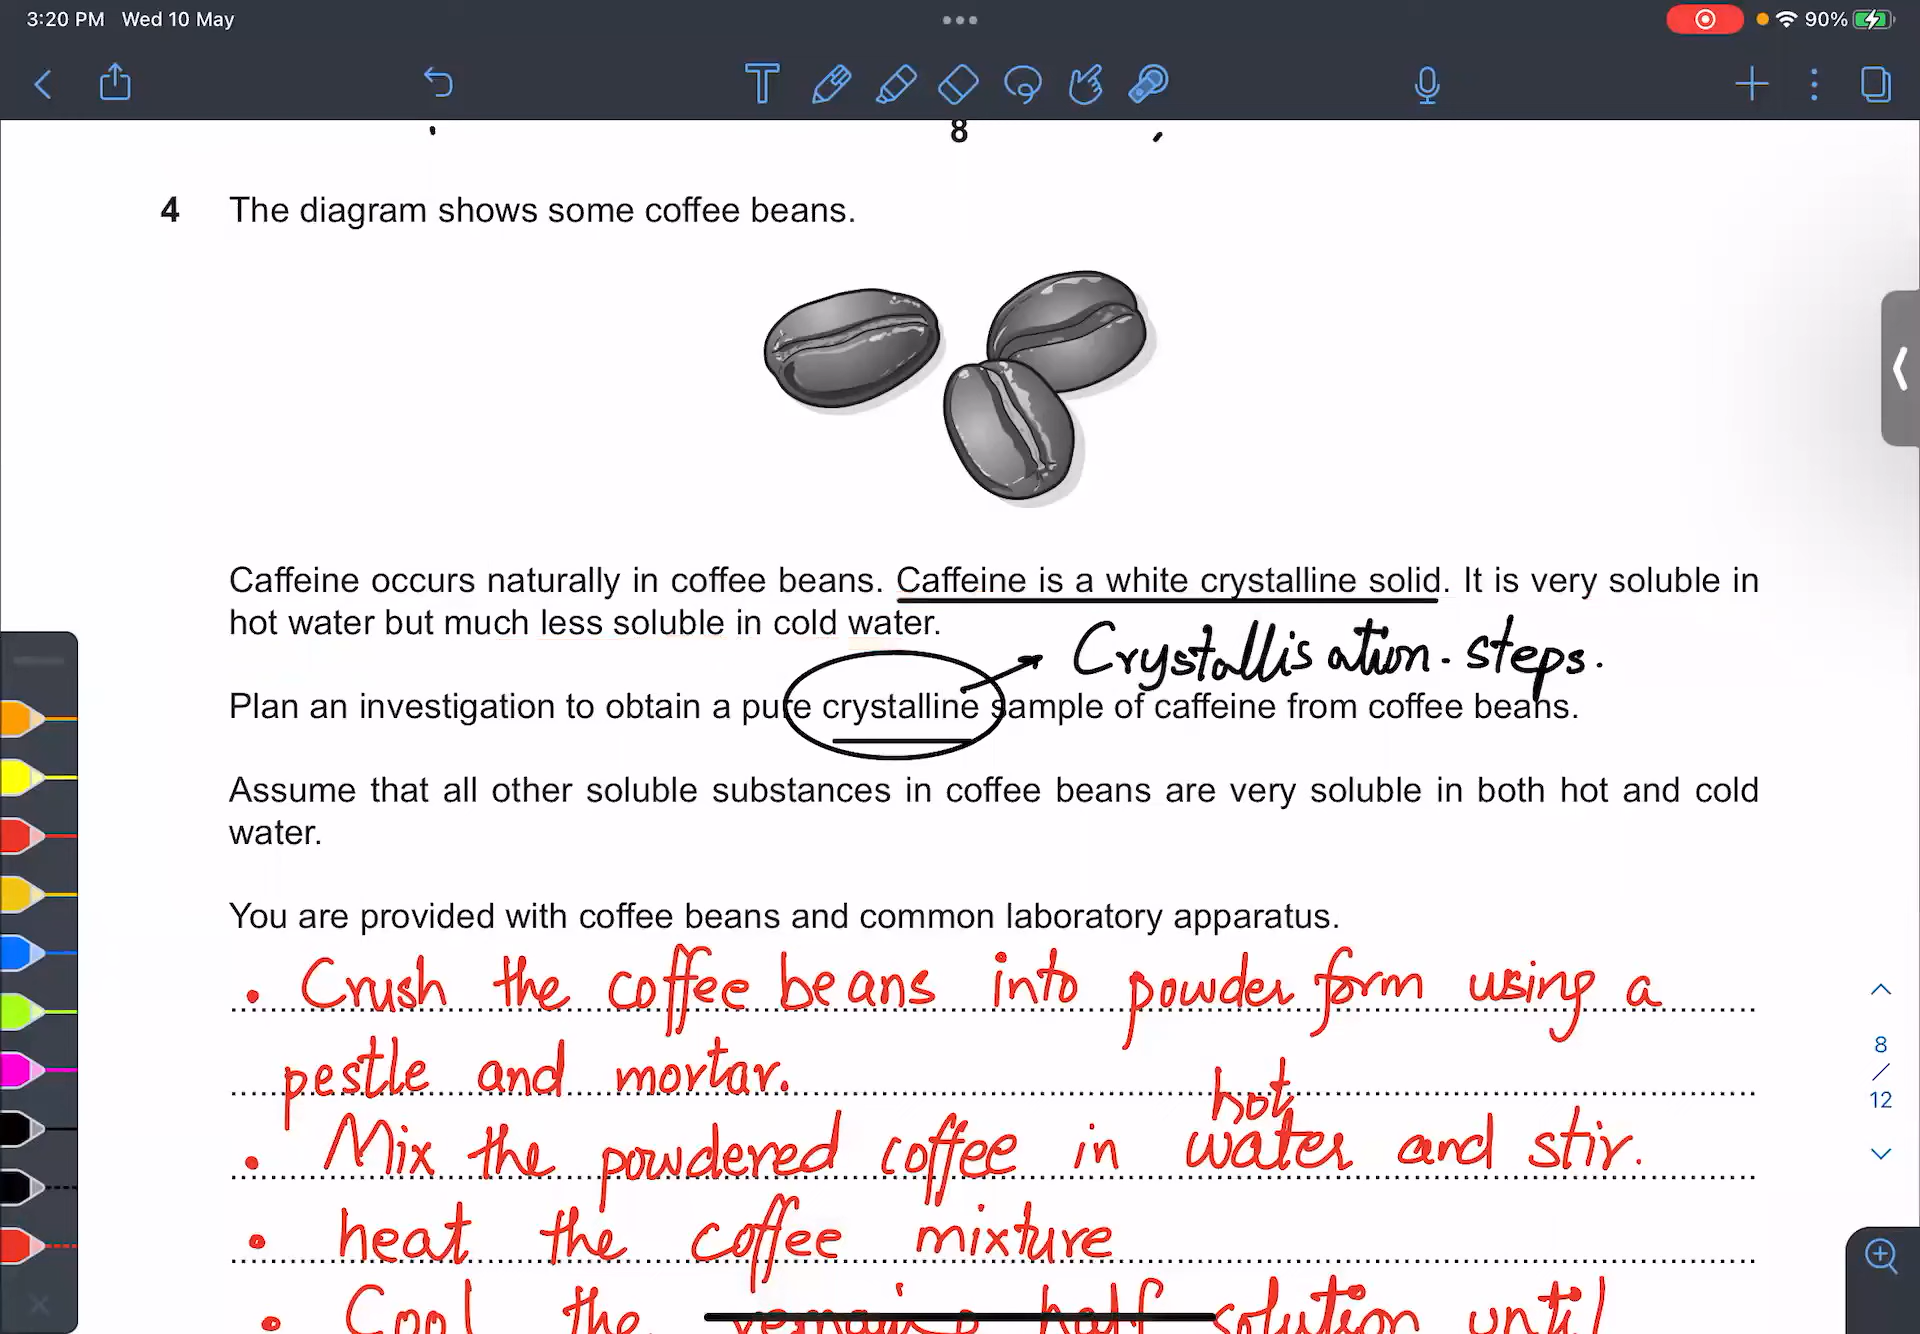 3:20 PM Wed 10 May
90%
8
4 The diagram shows some coffee beans.
Caffeine occurs naturally in coffee beans. Caffeine is a white crystalline solid. It is very soluble in
hot water but much less soluble in cold water.
Crystallisation. steps.
Plan an investigation to obtain a pure crystalline sample of caffeine from coffee beans.
Assume that all other soluble substances in coffee beans are very soluble in both hot and cold
water.
You are provided with coffee beans and common laboratory apparatus.
• Crush the coffee beans into powder form using a
pestle and mortar.
hot
• Mix the powdered coffee in water and stir.
• heat the coffee mixture
• Cool the half solution until
8
/
12